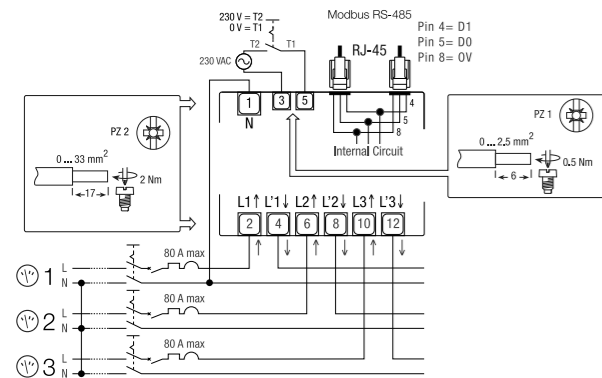 230 V = T2
0 V = T1
Modbus RS-485
Pin 4= D1
Pin 5= D0
Pin 8= 0V
T2 T1
RJ-45
230 VAC
1 3 5
N
4
5
8
Internal Circuit
PZ 2
0 ... 33 mm²
2 Nm
17
PZ 1
0 ... 2.5 mm²
0.5 Nm
6
L1↑ L'1↓ L2↑ L'2↓ L3↑ L'3↓
2 4 6 8 10 12
80 A max
1 L
N
80 A max
2 L
N
80 A max
3 L
N